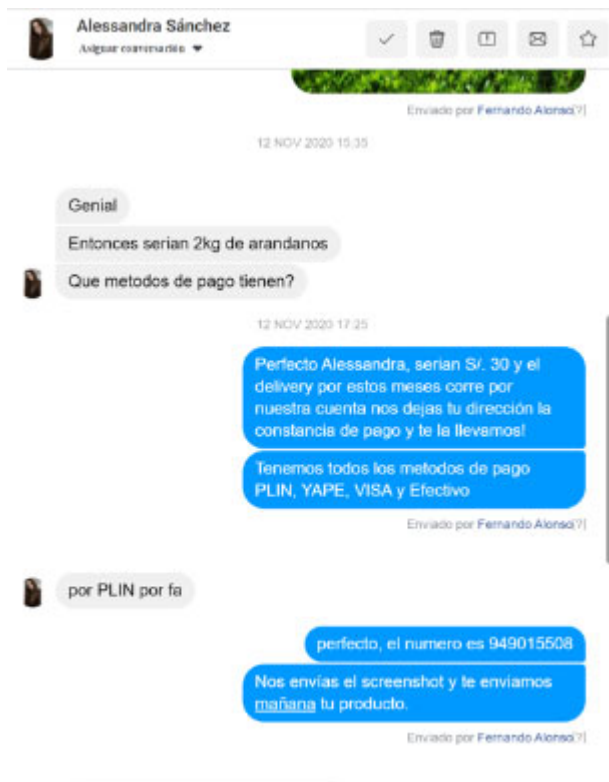 Alessandra Sánchez
Asignar conversación
Enviado por Fernando Alonso[?]
12 NOV 2020 15:35
Genial
Entonces serian 2kg de arandanos
Que metodos de pago tienen?
12 NOV 2020 17:25
Perfecto Alessandra, serian S/. 30 y el
delivery por estos meses corre por
nuestra cuenta nos dejas tu dirección la
constancia de pago y te la llevamos!
Tenemos todos los metodos de pago
PLIN, YAPE, VISA y Efectivo
Enviado por Fernando Alonso[?]
por PLIN por fa
perfecto, el numero es 949015508
Nos envías el screenshot y te enviamos
mañana tu producto.
Enviado por Fernando Alonso[?]